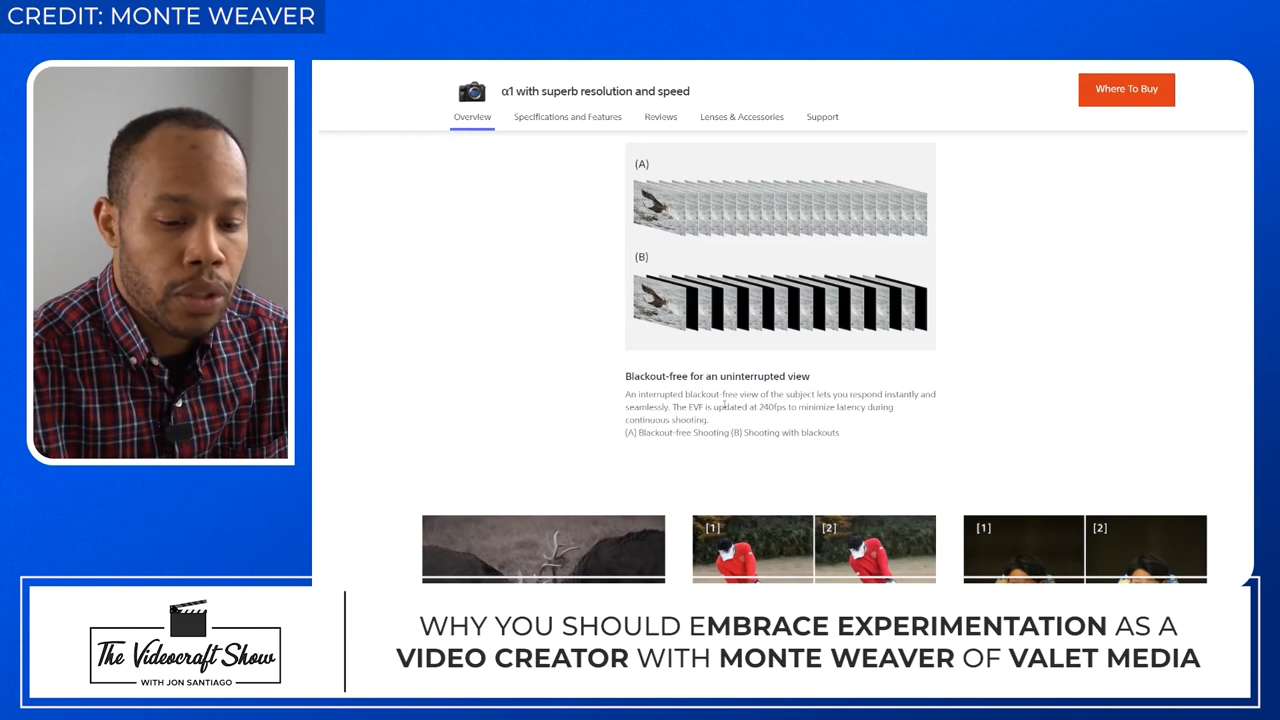 CREDIT: MONTE WEAVER
α1 with superb resolution and speed
Where To Buy
Overview Specifications and Features Reviews Lenses & Accessories Support
(A)
(B)
Blackout-free for an uninterrupted view
An interrupted blackout-free view of the subject lets you respond instantly and
seamlessly. The EVF is updated at 240fps to minimize latency during
continuous shooting.
(A) Blackout-free Shooting (B) Shooting with blackouts
[1] [2] [1] [2]
The Videocraft Show
WITH JON SANTIAGO
WHY YOU SHOULD EMBRACE EXPERIMENTATION AS A
VIDEO CREATOR WITH MONTE WEAVER OF VALET MEDIA